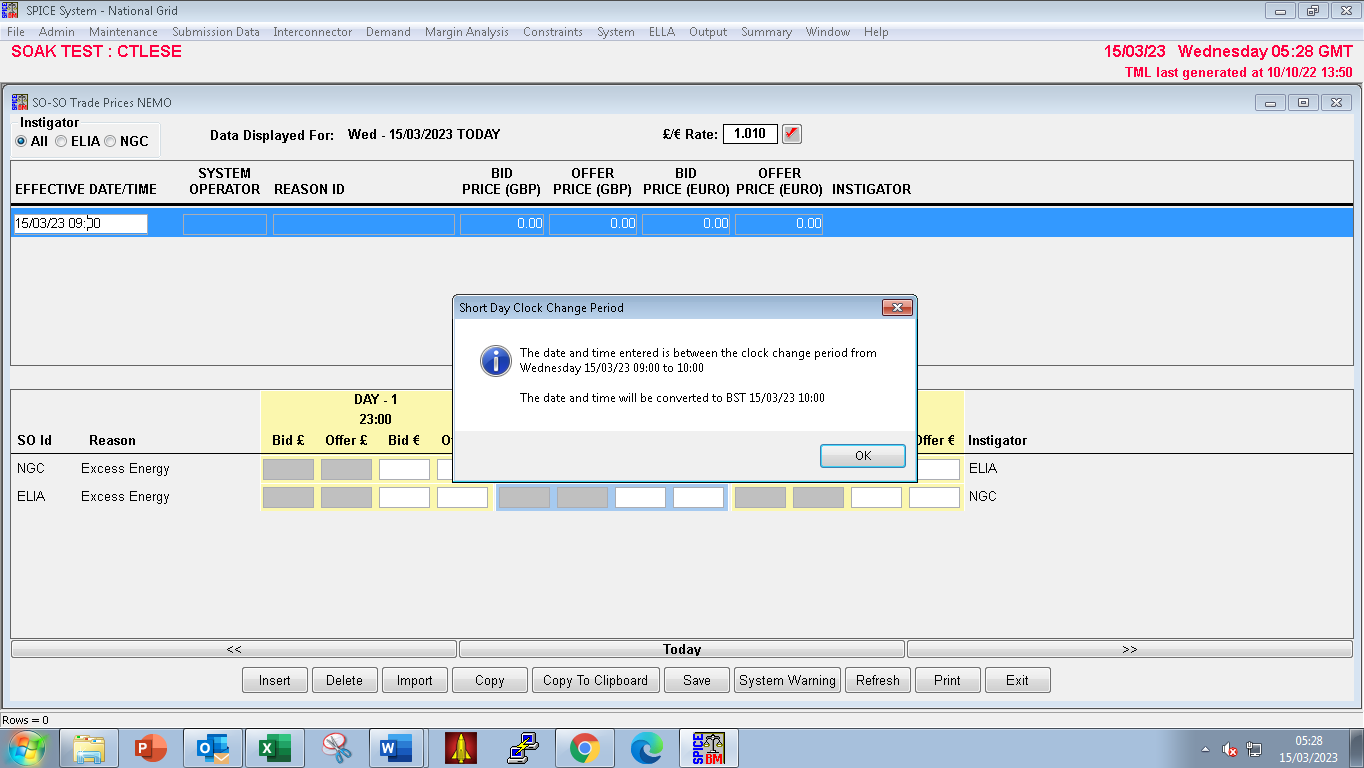 SPICE System - National Grid
File Admin Maintenance Submission Data Interconnector Demand Margin Analysis Constraints System ELLA Output Summary Window Help
SOAK TEST : CTLESE 15/03/23 Wednesday 05:28 GMT
TML last generated at 10/10/22 13:50
SO-SO Trade Prices NEMO
Instigator
All ELIA NGC
Data Displayed For: Wed - 15/03/2023 TODAY £/€ Rate: 1.010
SYSTEM BID OFFER BID OFFER
EFFECTIVE DATE/TIME OPERATOR REASON ID PRICE (GBP) PRICE (GBP) PRICE (EURO) PRICE (EURO) INSTIGATOR
15/03/23 09:00 0.00 0.00 0.00 0.00
Short Day Clock Change Period
The date and time entered is between the clock change period from
Wednesday 15/03/23 09:00 to 10:00
The date and time will be converted to BST 15/03/23 10:00
OK
DAY - 1
23:00
SO Id Reason Bid £ Offer £ Bid € Offer € Instigator
NGC Excess Energy ELIA
ELIA Excess Energy NGC
<< Today >>
Insert Delete Import Copy Copy To Clipboard Save System Warning Refresh Print Exit
Rows = 0
SPICE
BM
05:28
15/03/2023